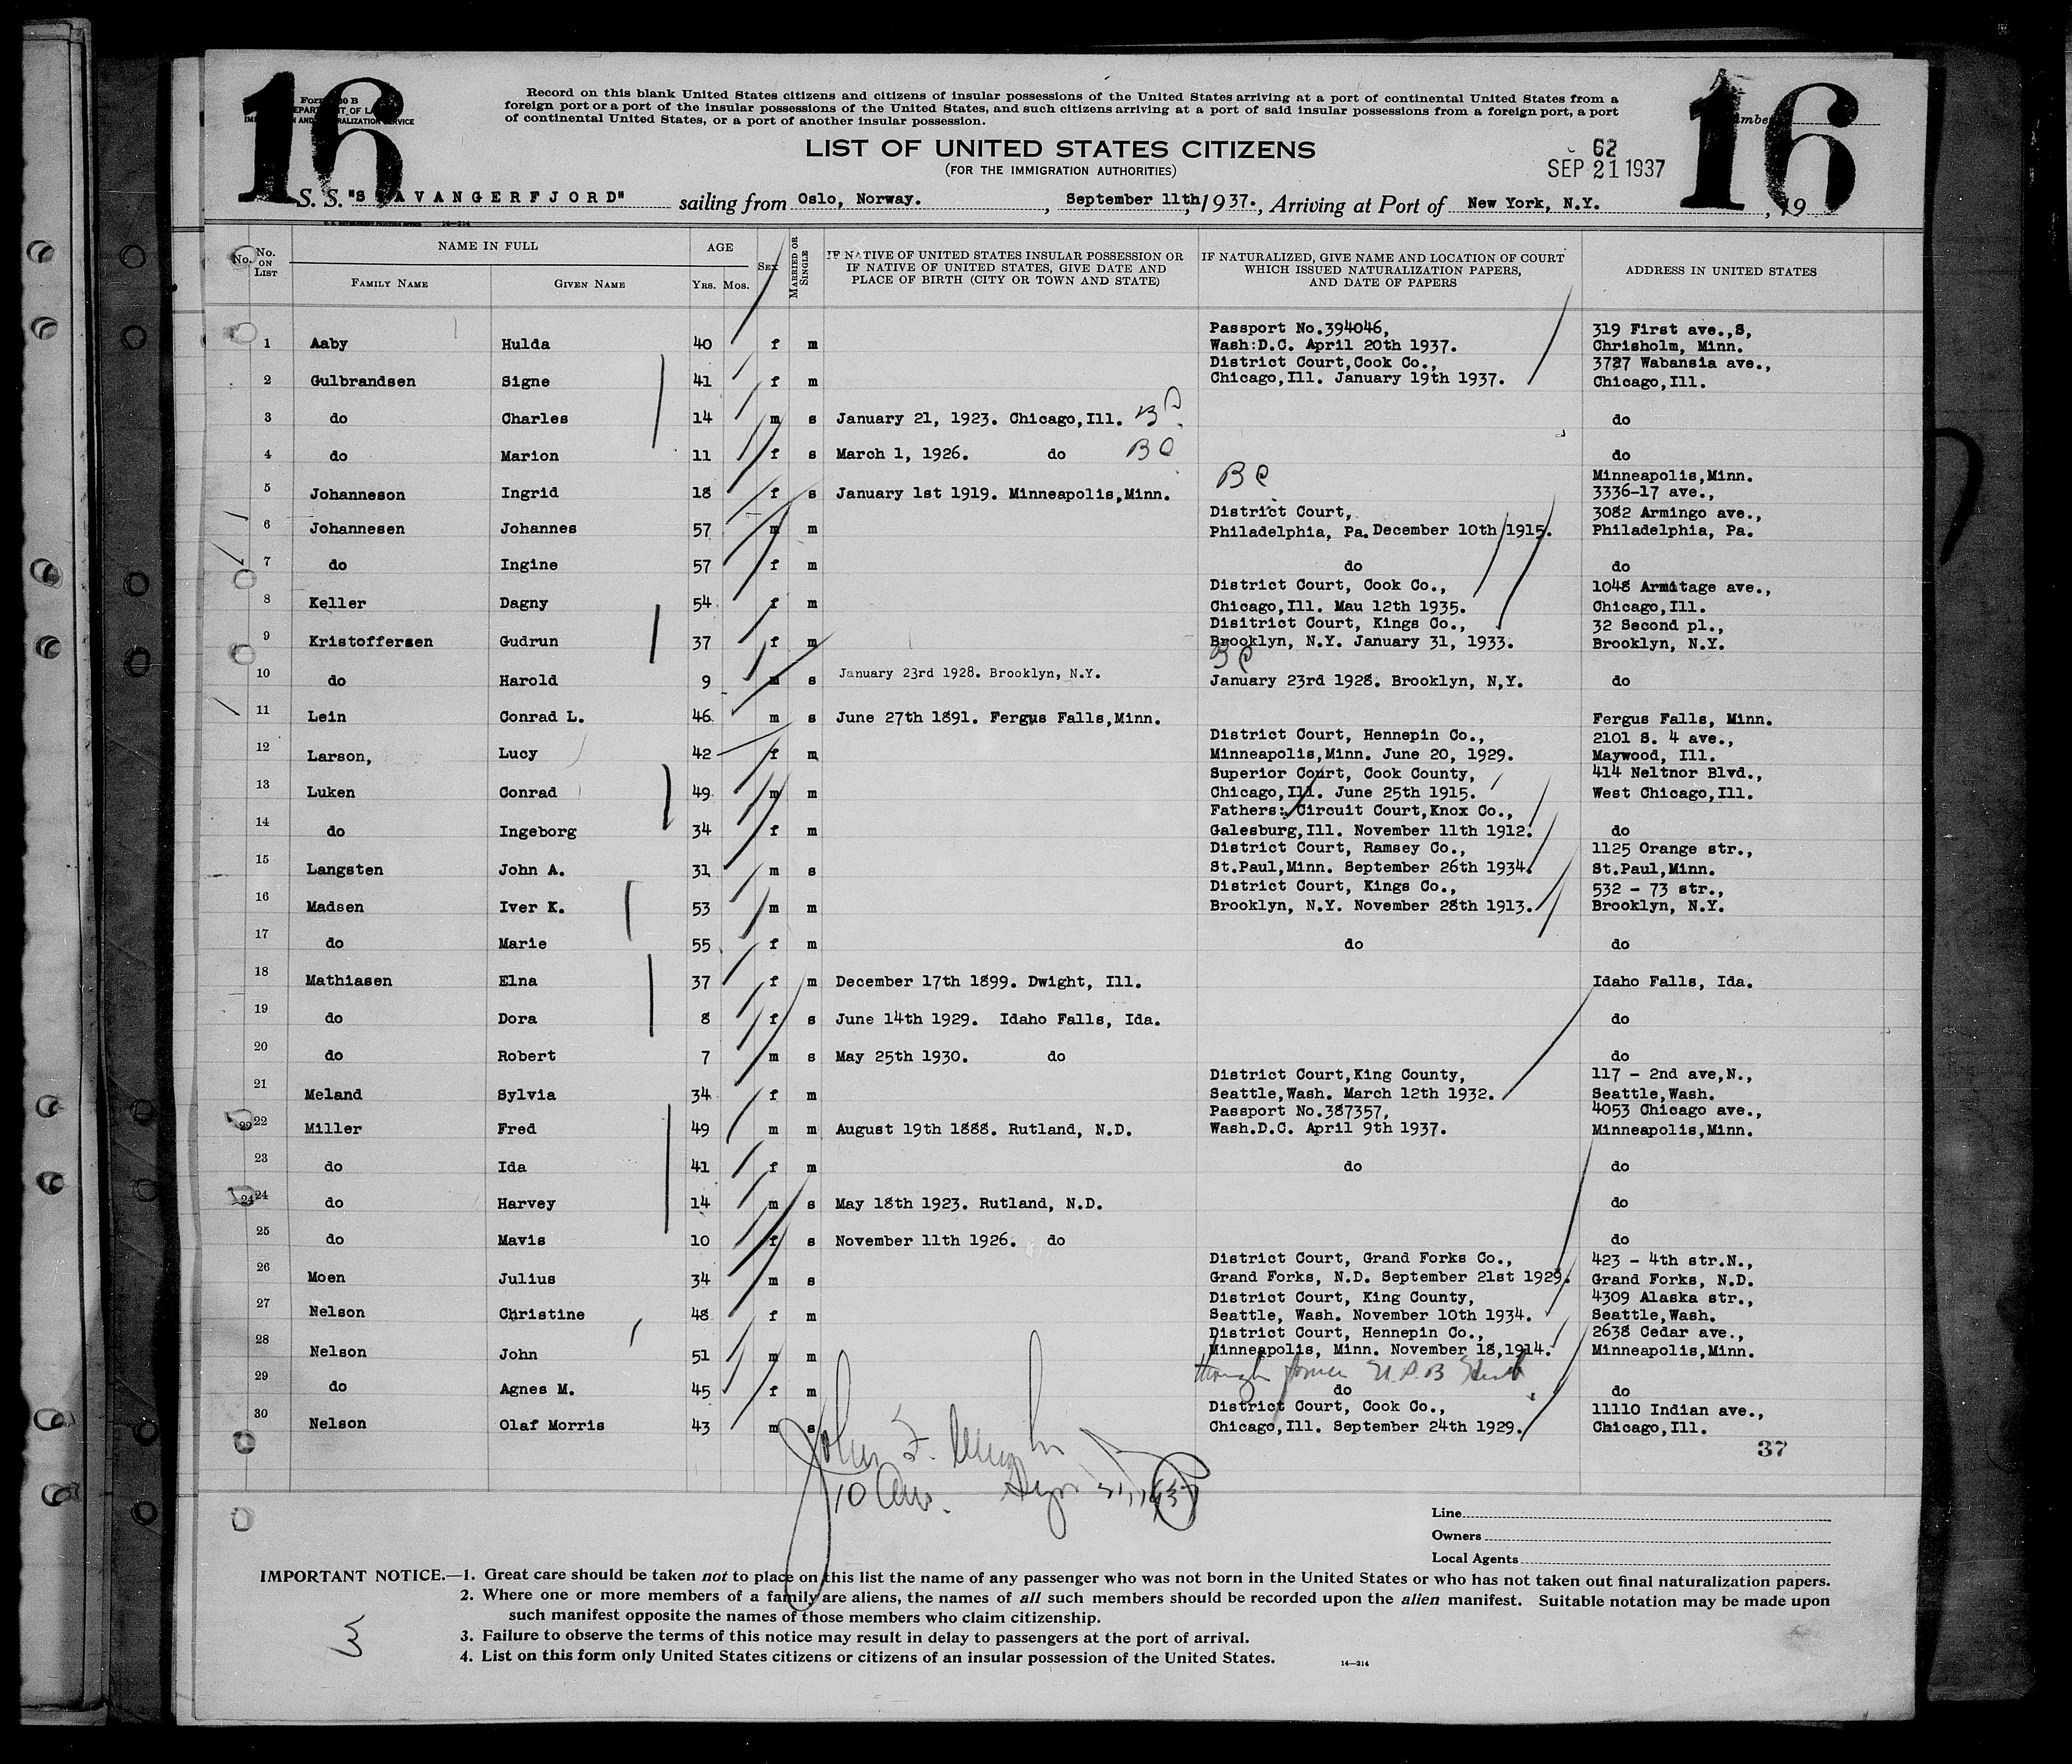 16
16
Form 630 B
DEPARTMENT OF LABOR
IMMIGRATION AND NATURALIZATION SERVICE
Record on this blank United States citizens and citizens of insular possessions of the United States arriving at a port of continental United States from a
foreign port or a port of the insular possessions of the United States, and such citizens arriving at a port of said insular possessions from a foreign port, a port
of continental United States, or a port of another insular possession.
LIST OF UNITED STATES CITIZENS
(FOR THE IMMIGRATION AUTHORITIES)
62
SEP 21 1937
S. S. "STAVANGERFJORD" sailing from Oslo, Norway. , September 11th, 1937., Arriving at Port of New York, N.Y. , 19
No. No. ON LIST NAME IN FULL AGE SEX MARRIED OR SINGLE IF NATIVE OF UNITED STATES INSULAR POSSESSION OR IF NATIVE OF UNITED STATES, GIVE DATE AND PLACE OF BIRTH (CITY OR TOWN AND STATE) IF NATURALIZED, GIVE NAME AND LOCATION OF COURT WHICH ISSUED NATURALIZATION PAPERS, AND DATE OF PAPERS ADDRESS IN UNITED STATES
FAMILY NAME GIVEN NAME YRS. MOS.
Passport No.394046, 319 First ave.,S,
1 Aaby Hulda 40 f m Wash:D.C. April 20th 1937. Chrisholm, Minn.
District Court,Cook Co., 3727 Wabansia ave.,
2 Gulbrandsen Signe 41 f m Chicago,Ill. January 19th 1937. Chicago,Ill.
3 do Charles 14 m s January 21, 1923. Chicago,Ill. do
4 do Marion 11 f s March 1, 1926. do BC do
BC Minneapolis,Minn.
5 Johanneson Ingrid 18 f s January 1st 1919. Minneapolis,Minn. 3336-17 ave.,
District Court, 3082 Armingo ave.,
6 Johannesen Johannes 57 m m Philadelphia, Pa. December 10th 1915. Philadelphia, Pa.
7 do Ingine 57 f m do do
District Court, Cook Co., 1048 Armitage ave.,
8 Keller Dagny 54 f m Chicago,Ill. Mau 12th 1935. Chicago,Ill.
Disitrict Court, Kings Co., 32 Second pl.,
9 Kristoffersen Gudrun 37 f m Brooklyn, N.Y. January 31, 1933. Brooklyn, N.Y.
BC
10 do Harold 9 m s January 23rd 1928. Brooklyn, N.Y. January 23rd 1928. Brooklyn, N,Y. do
11 Lein Conrad L. 46 m s June 27th 1891. Fergus Falls,Minn. Fergus Falls, Minn.
District Court, Hennepin Co., 2101 S. 4 ave.,
12 Larson, Lucy 42 f m Minneapolis,Minn. June 20, 1929. Maywood, Ill.
Superior Court, Cook County, 414 Neltnor Blvd.,
13 Luken Conrad 49 m m Chicago,Ill. June 25th 1915. West Chicago,Ill.
Fathers: Circuit Court,Knox Co.,
14 do Ingeborg 34 f m Galesburg,Ill. November 11th 1912. do
District Court, Ramsey Co., 1125 Orange str.,
15 Langsten John A. 31 m s St.Paul,Minn. September 26th 1934. St.Paul,Minn.
District Court, Kings Co., 532 - 73 str.,
16 Madsen Iver K. 53 m m Brooklyn, N.Y. November 28th 1913. Brooklyn, N.Y.
17 do Marie 55 f m do do
18 Mathiasen Elna 37 f m December 17th 1899. Dwight, Ill. Idaho Falls, Ida.
19 do Dora 8 f s June 14th 1929. Idaho Falls, Ida. do
20 do Robert 7 m s May 25th 1930. do do
District Court,King County, 117 - 2nd ave,N.,
21 Meland Sylvia 34 f m Seattle,Wash. March 12th 1932. Seattle,Wash.
Passport No.387357, 4053 Chicago ave.,
22 22 Miller Fred 49 m m August 19th 1888. Rutland, N.D. Wash.D.C. April 9th 1937. Minneapolis,Minn.
23 do Ida 41 f m do do
24 24 do Harvey 14 m s May 18th 1923. Rutland, N.D. do
25 do Mavis 10 f s November 11th 1926. do do
District Court, Grand Forks Co., 423 - 4th str.N.,
26 Moen Julius 34 m s Grand Forks, N.D. September 21st 1929. Grand Forks, N.D.
District Court, King County, 4309 Alaska str.,
27 Nelson Christine 48 f m Seattle, Wash. November 10th 1934. Seattle,Wash.
District Court, Hennepin Co., 2638 Cedar ave.,
28 Nelson John 51 m m Minneapolis, Minn. November 18,1914. Minneapolis,Minn.
through former
29 do Agnes M. 45 f m do do
District Court, Cook Co., 11110 Indian ave.,
30 Nelson Olaf Morris 43 m s Chicago,Ill. September 24th 1929. Chicago,Ill.
37
John F.
10
Line
Owners
Local Agents
IMPORTANT NOTICE.—1. Great care should be taken not to place on this list the name of any passenger who was not born in the United States or who has not taken out final naturalization papers.
2. Where one or more members of a family are aliens, the names of all such members should be recorded upon the alien manifest. Suitable notation may be made upon
such manifest opposite the names of those members who claim citizenship.
3. Failure to observe the terms of this notice may result in delay to passengers at the port of arrival.
4. List on this form only United States citizens or citizens of an insular possession of the United States.
14—214